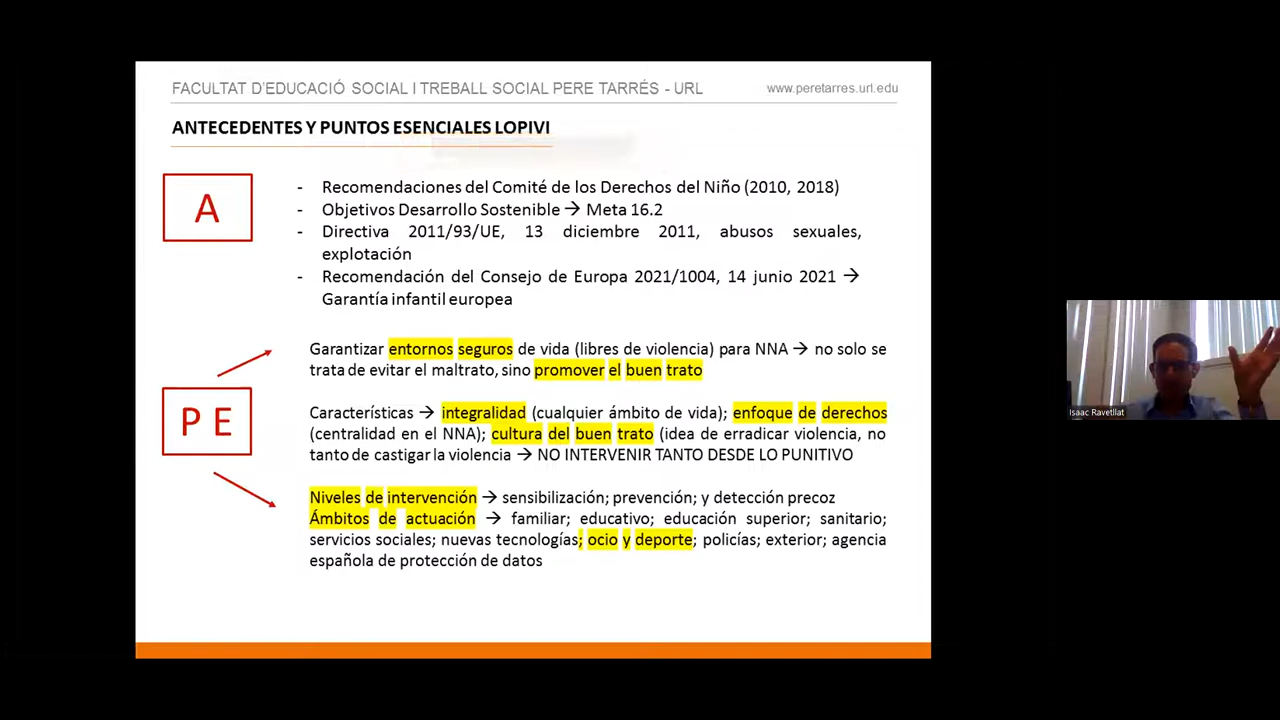 FACULTAT D'EDUCACIÓ SOCIAL I TREBALL SOCIAL PERE TARRÉS - URL
www.peretarres.url.edu
ANTECEDENTES Y PUNTOS ESENCIALES LOPIVI
A
- Recomendaciones del Comité de los Derechos del Niño (2010, 2018)
- Objetivos Desarrollo Sostenible → Meta 16.2
- Directiva 2011/93/UE, 13 diciembre 2011, abusos sexuales,
explotación
- Recomendación del Consejo de Europa 2021/1004, 14 junio 2021 →
Garantía infantil europea
P E
Garantizar entornos seguros de vida (libres de violencia) para NNA → no solo se
trata de evitar el maltrato, sino promover el buen trato
Características → integralidad (cualquier ámbito de vida); enfoque de derechos
(centralidad en el NNA); cultura del buen trato (idea de erradicar violencia, no
tanto de castigar la violencia → NO INTERVENIR TANTO DESDE LO PUNITIVO
Niveles de intervención → sensibilización; prevención; y detección precoz
Ámbitos de actuación → familiar; educativo; educación superior; sanitario;
servicios sociales; nuevas tecnologías; ocio y deporte; policías; exterior; agencia
española de protección de datos
Isaac Ravetllat